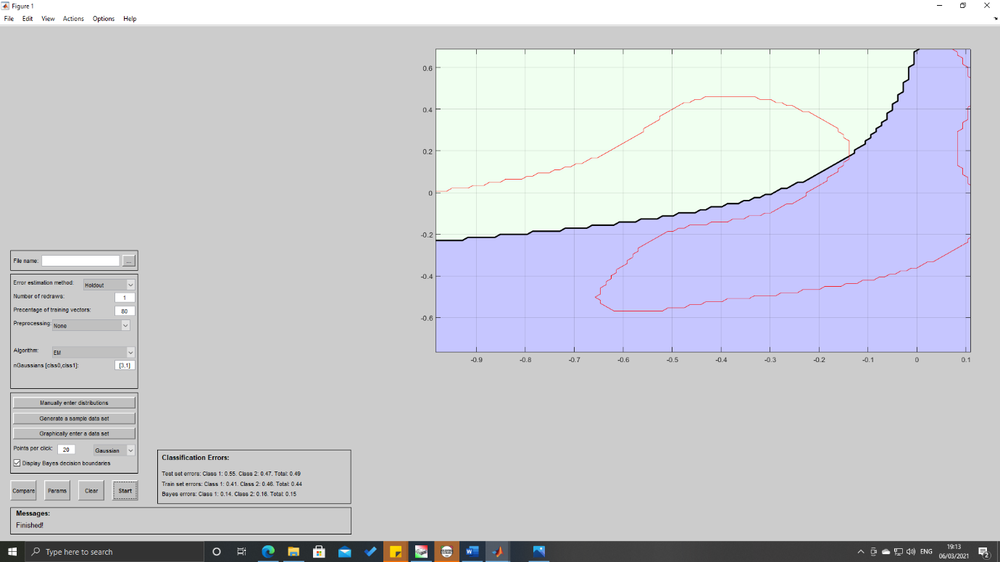 Figure 1
File Edit View Actions Options Help
0.6
0.4
0.2
0
-0.2
-0.4
-0.6
-0.9 -0.8 -0.7 -0.6 -0.5 -0.4 -0.3 -0.2 -0.1 0 0.1
File name: ...
Error estimation method: Holdout
Number of redraws: 1
Precentage of training vectors: 80
Preprocessing: None
Algorithm: EM
nGaussians [clss0,clss1]: [3,1]
Manually enter distributions
Generate a sample data set
Graphically enter a data set
Points per click: 20 Gaussian
Display Bayes decision boundaries
Compare Params Clear Start
Classification Errors:
Test set errors: Class 1: 0.55. Class 2: 0.47. Total: 0.49
Train set errors: Class 1: 0.41. Class 2: 0.46. Total: 0.44
Bayes errors: Class 1: 0.14. Class 2: 0.16. Total: 0.15
Messages:
Finished!
Type here to search
ENG
19:13
06/03/2021
2